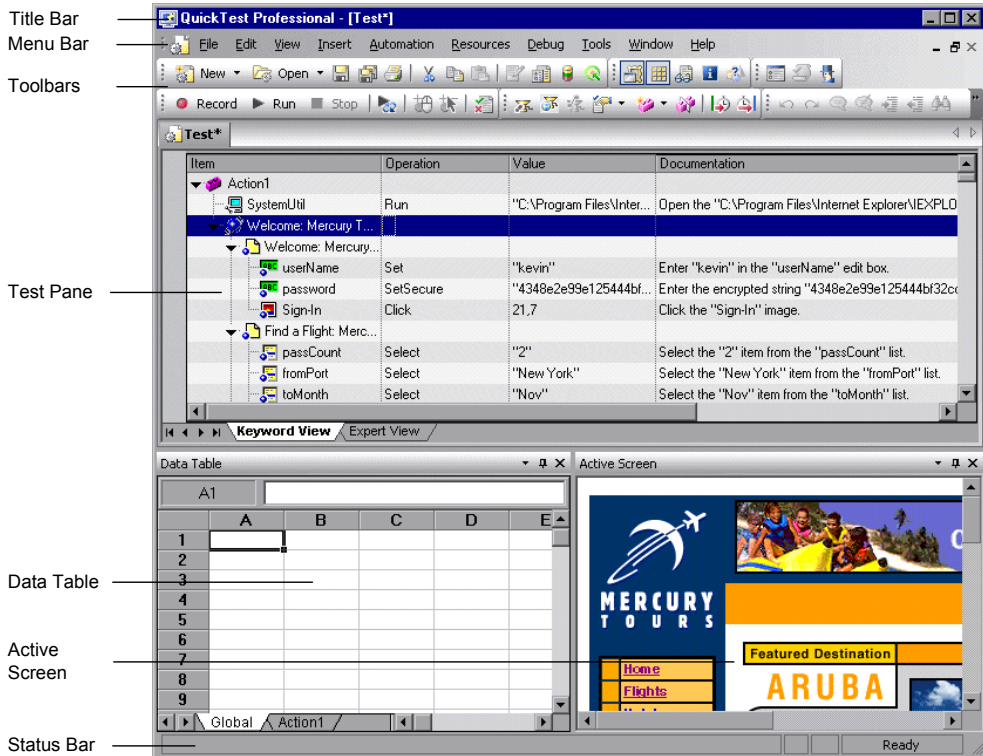 Title Bar
QuickTest Professional - [Test*]
Menu Bar
File Edit View Insert Automation Resources Debug Tools Window Help
Toolbars
New Open
Record Run Stop
Test*
Item Operation Value Documentation
Action1
SystemUtil Run "C:\Program Files\Inter... Open the "C:\Program Files\Internet Explorer\IEXPLO
Welcome: Mercury T...
Welcome: Mercury...
userName Set "kevin" Enter "kevin" in the "userName" edit box.
Test Pane
password SetSecure "4348e2e99e125444bf... Enter the encrypted string "4348e2e99e125444bf32cc
Sign-In Click 21,7 Click the "Sign-In" image.
Find a Flight: Merc...
passCount Select "2" Select the "2" item from the "passCount" list.
fromPort Select "New York" Select the "New York" item from the "fromPort" list.
toMonth Select "Nov" Select the "Nov" item from the "toMonth" list.
Keyword View Expert View
Data Table
A1
A B C D E
1
2
3
4
5
6
7
8
9
Global Action1
Data Table
Active Screen
MERCURY
TOURS
Home
Flights
Featured Destination
ARUBA
Active
Screen
Status Bar
Ready